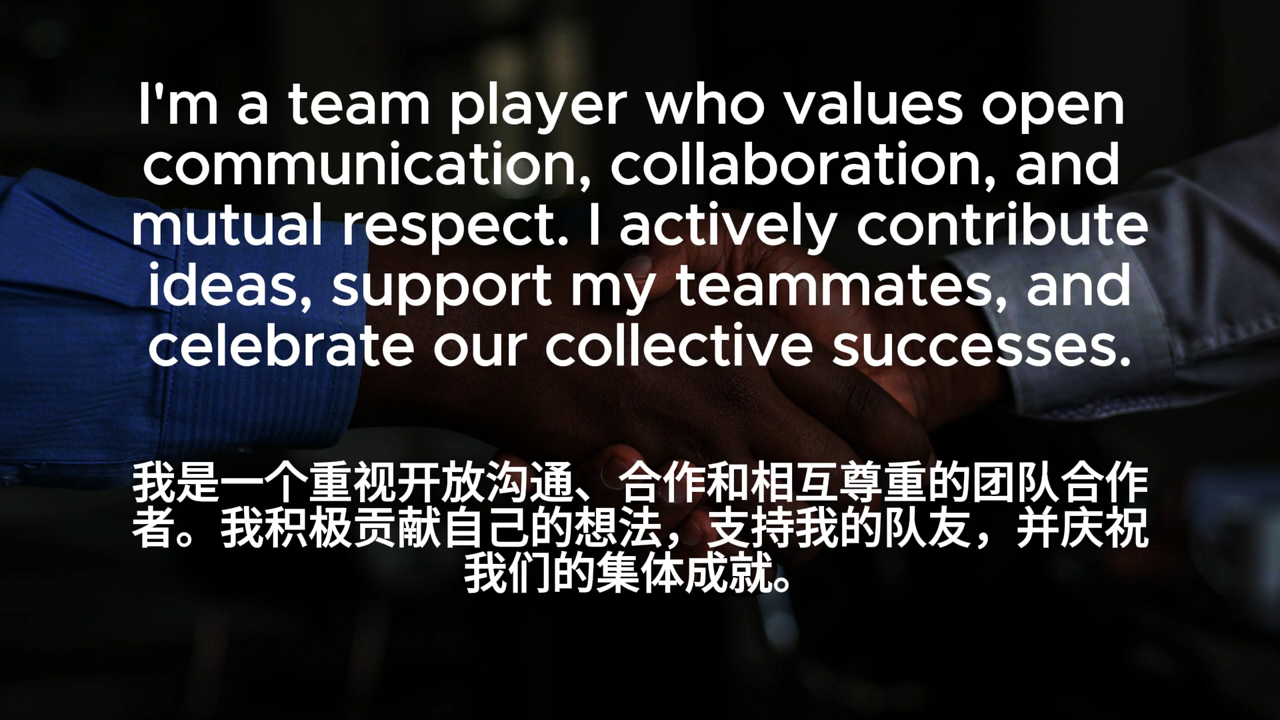 I'm a team player who values open
communication, collaboration, and
mutual respect. I actively contribute
ideas, support my teammates, and
celebrate our collective successes.
我是一个重视开放沟通、合作和相互尊重的团队合作
者。我积极贡献自己的想法，支持我的队友，并庆祝
我们的集体成就。